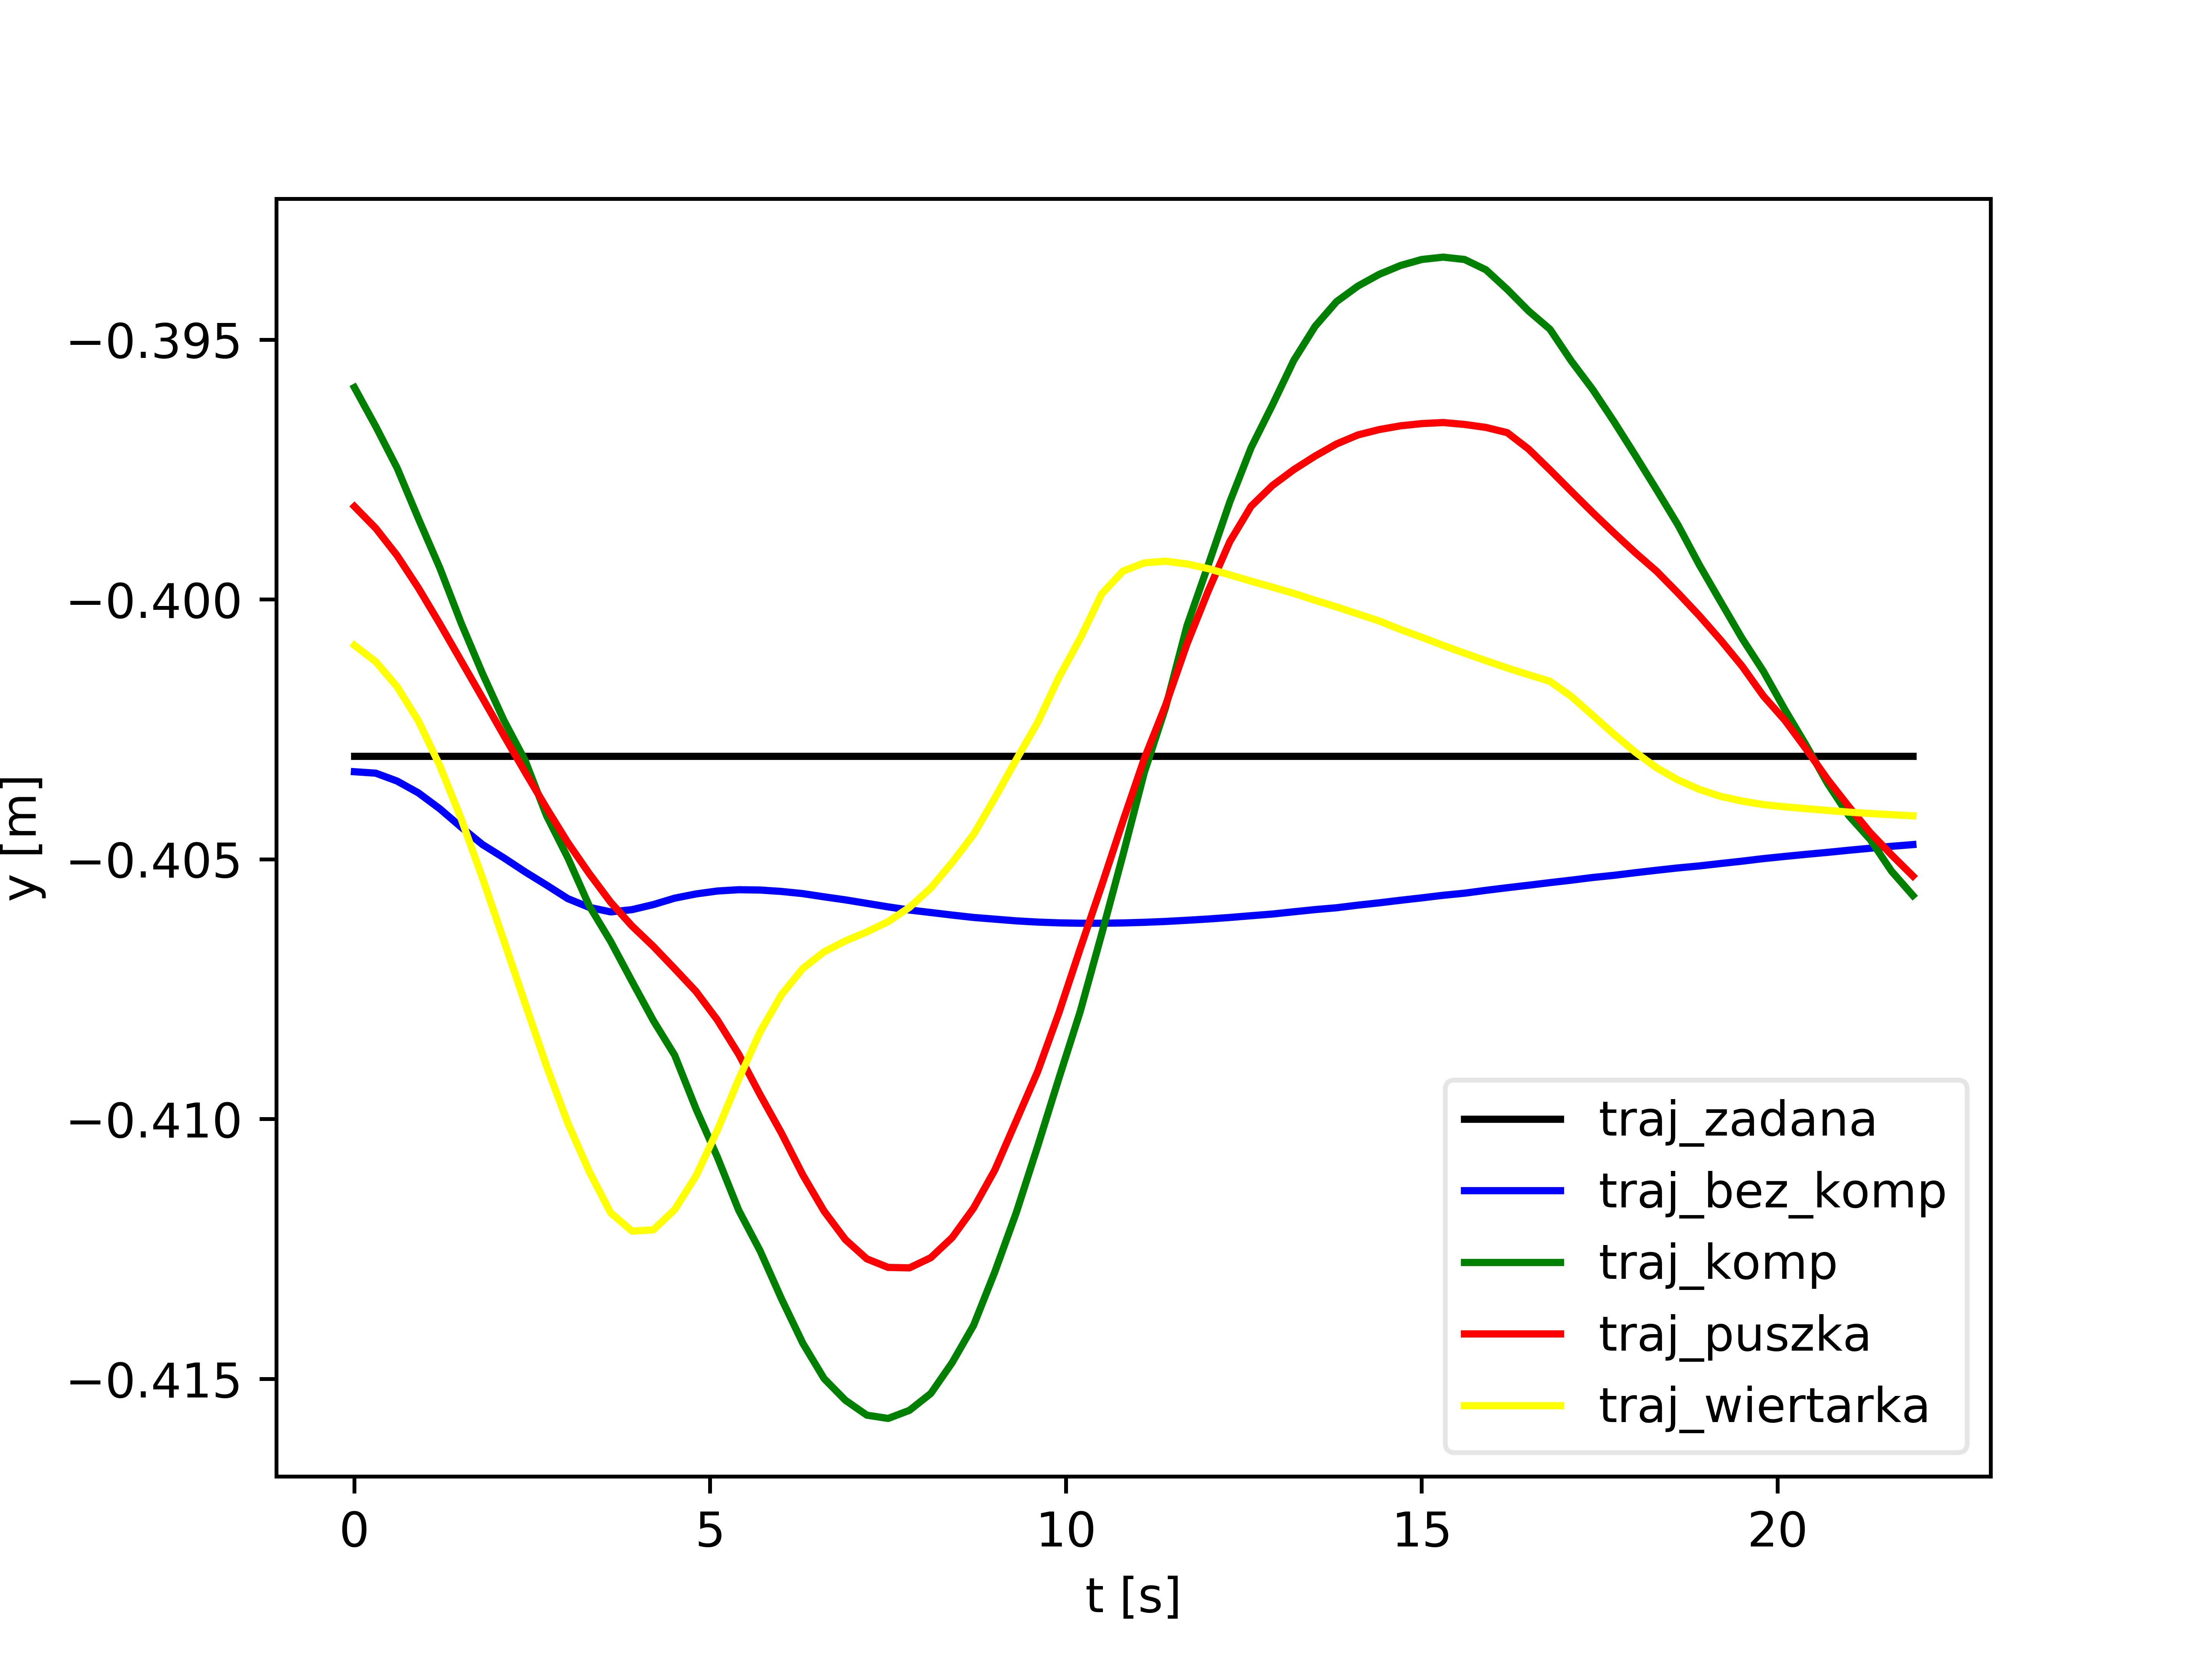 y [m]
−0.395
−0.400
−0.405
−0.410
−0.415
0 5 10 15 20
t [s]
traj_zadana
traj_bez_komp
traj_komp
traj_puszka
traj_wiertarka